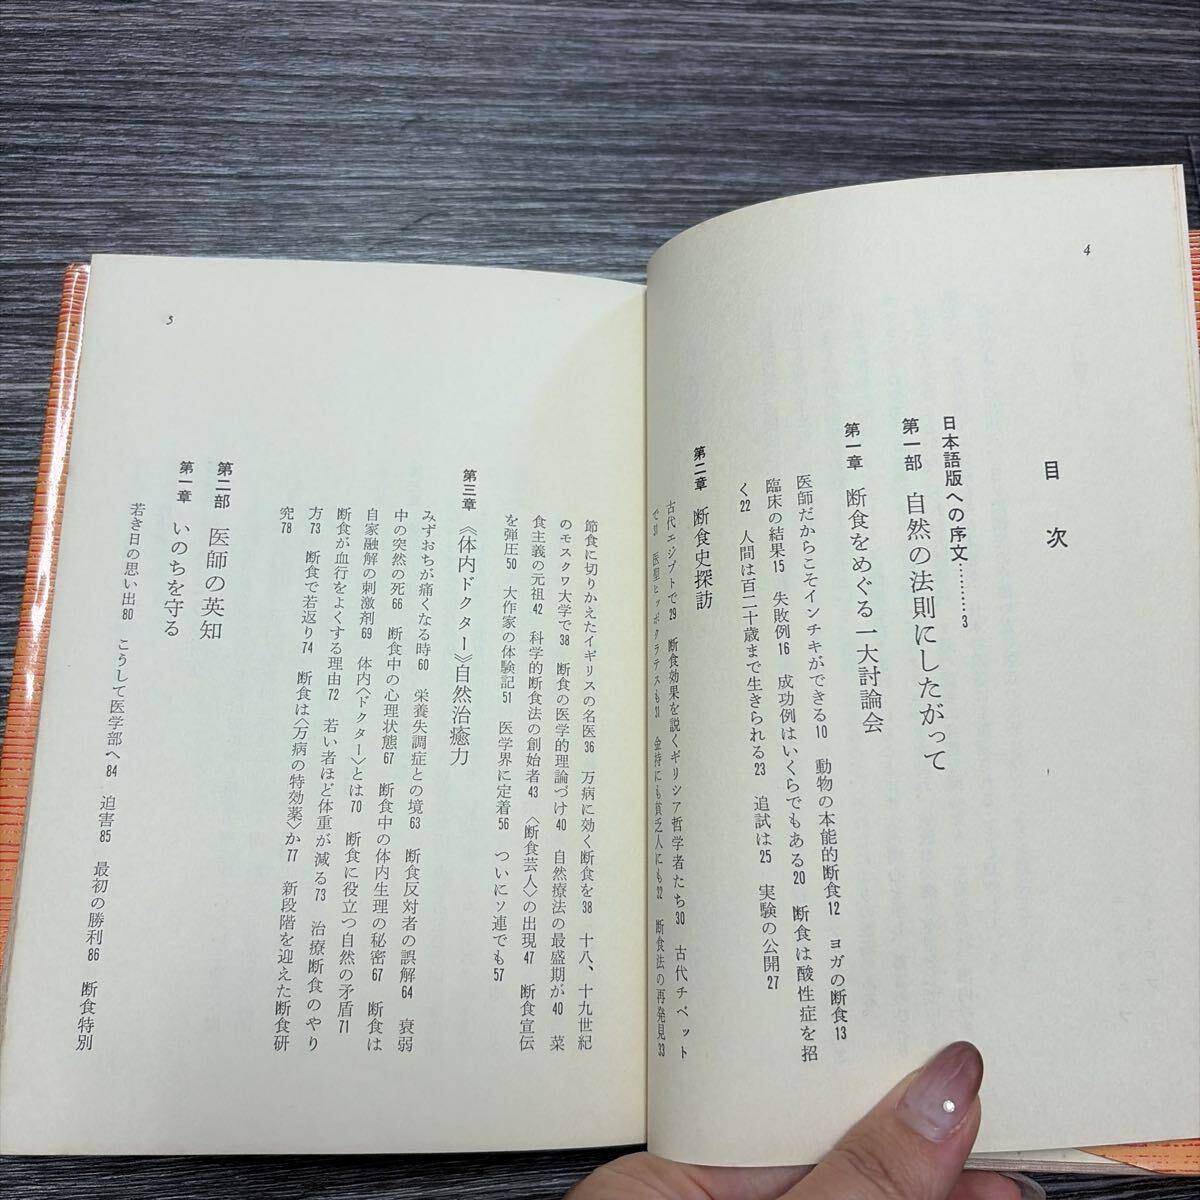 4
目次
日本語版への序文………3
第一部 自然の法則にしたがって
第一章 断食をめぐる一大討論会
医師だからこそインチキができる10 動物の本能的断食12 ヨガの断食13
臨床の結果15 失敗例16 成功例はいくらでもある20 断食は酸性症を招
く22 人間は百二十歳まで生きられる23 追試は25 実験の公開27
第二章 断食史探訪
古代エジプトで29 断食効果を説くギリシア哲学者たち30 古代チベット
で31 医聖ヒッポクラテスも31 金持にも貧乏人にも32 断食法の再発見33
5
節食に切りかえたイギリスの名医36 万病に効く断食を38 十八、十九世紀
のモスクワ大学で38 断食の医学的理論づけ40 自然療法の最盛期が40 菜
食主義の元祖42 科学的断食法の創始者43 〈断食芸人〉の出現47 断食宣伝
を弾圧50 大作家の体験記51 医学界に定着56 ついにソ連でも57
第三章 《体内ドクター》自然治癒力
みずおちが痛くなる時60 栄養失調症との境63 断食反対者の誤解64 衰弱
中の突然の死66 断食中の心理状態67 断食中の体内生理の秘密67 断食は
自家融解の刺激剤69 体内〈ドクター〉とは70 断食に役立つ自然の矛盾71
断食が血行をよくする理由72 若い者ほど体重が減る73 治療断食のやり
方73 断食で若返り74 断食は〈万病の特効薬〉か77 新段階を迎えた断食研
究78
第二部 医師の英知
第一章 いのちを守る
若き日の思い出80 こうして医学部へ84 迫害85 最初の勝利86 断食特別